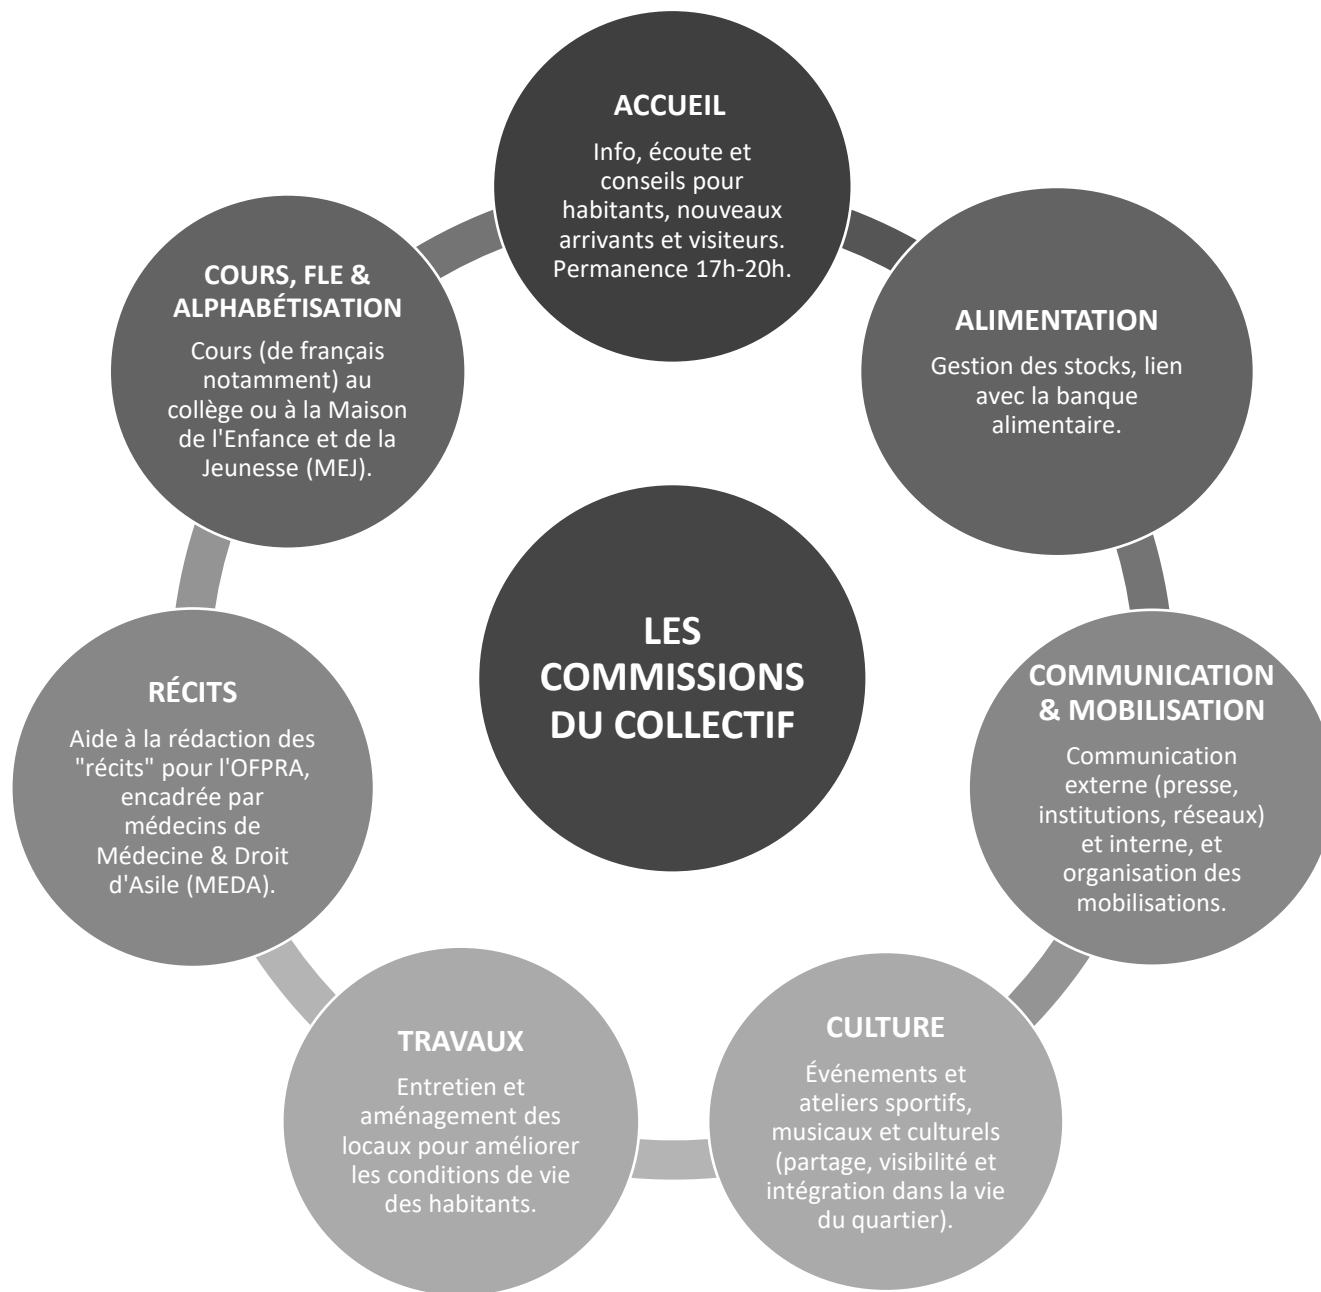 ACCUEIL
Info, écoute et
conseils pour
habitants, nouveaux
arrivants et visiteurs.
Permanence 17h-20h.
ALIMENTATION
Gestion des stocks, lien
avec la banque
alimentaire.
COMMUNICATION
& MOBILISATION
Communication
externe (presse,
institutions, réseaux)
et interne, et
organisation des
mobilisations.
CULTURE
Événements et
ateliers sportifs,
musicaux et culturels
(partage, visibilité et
intégration dans la vie
du quartier).
TRAVAUX
Entretien et
aménagement des
locaux pour améliorer
les conditions de vie
des habitants.
RÉCITS
Aide à la rédaction des
"récits" pour l'OFPRA,
encadrée par
médecins de
Médecine & Droit
d'Asile (MEDA).
COURS, FLE &
ALPHABÉTISATION
Cours (de français
notamment) au
collège ou à la Maison
de l'Enfance et de la
Jeunesse (MEJ).
LES
COMMISSIONS
DU COLLECTIF